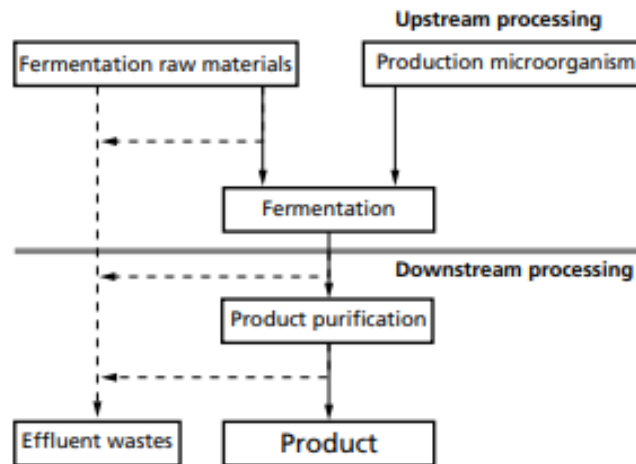 Upstream processing
Fermentation raw materials
Production microorganism
Fermentation
Downstream processing
Product purification
Effluent wastes
Product